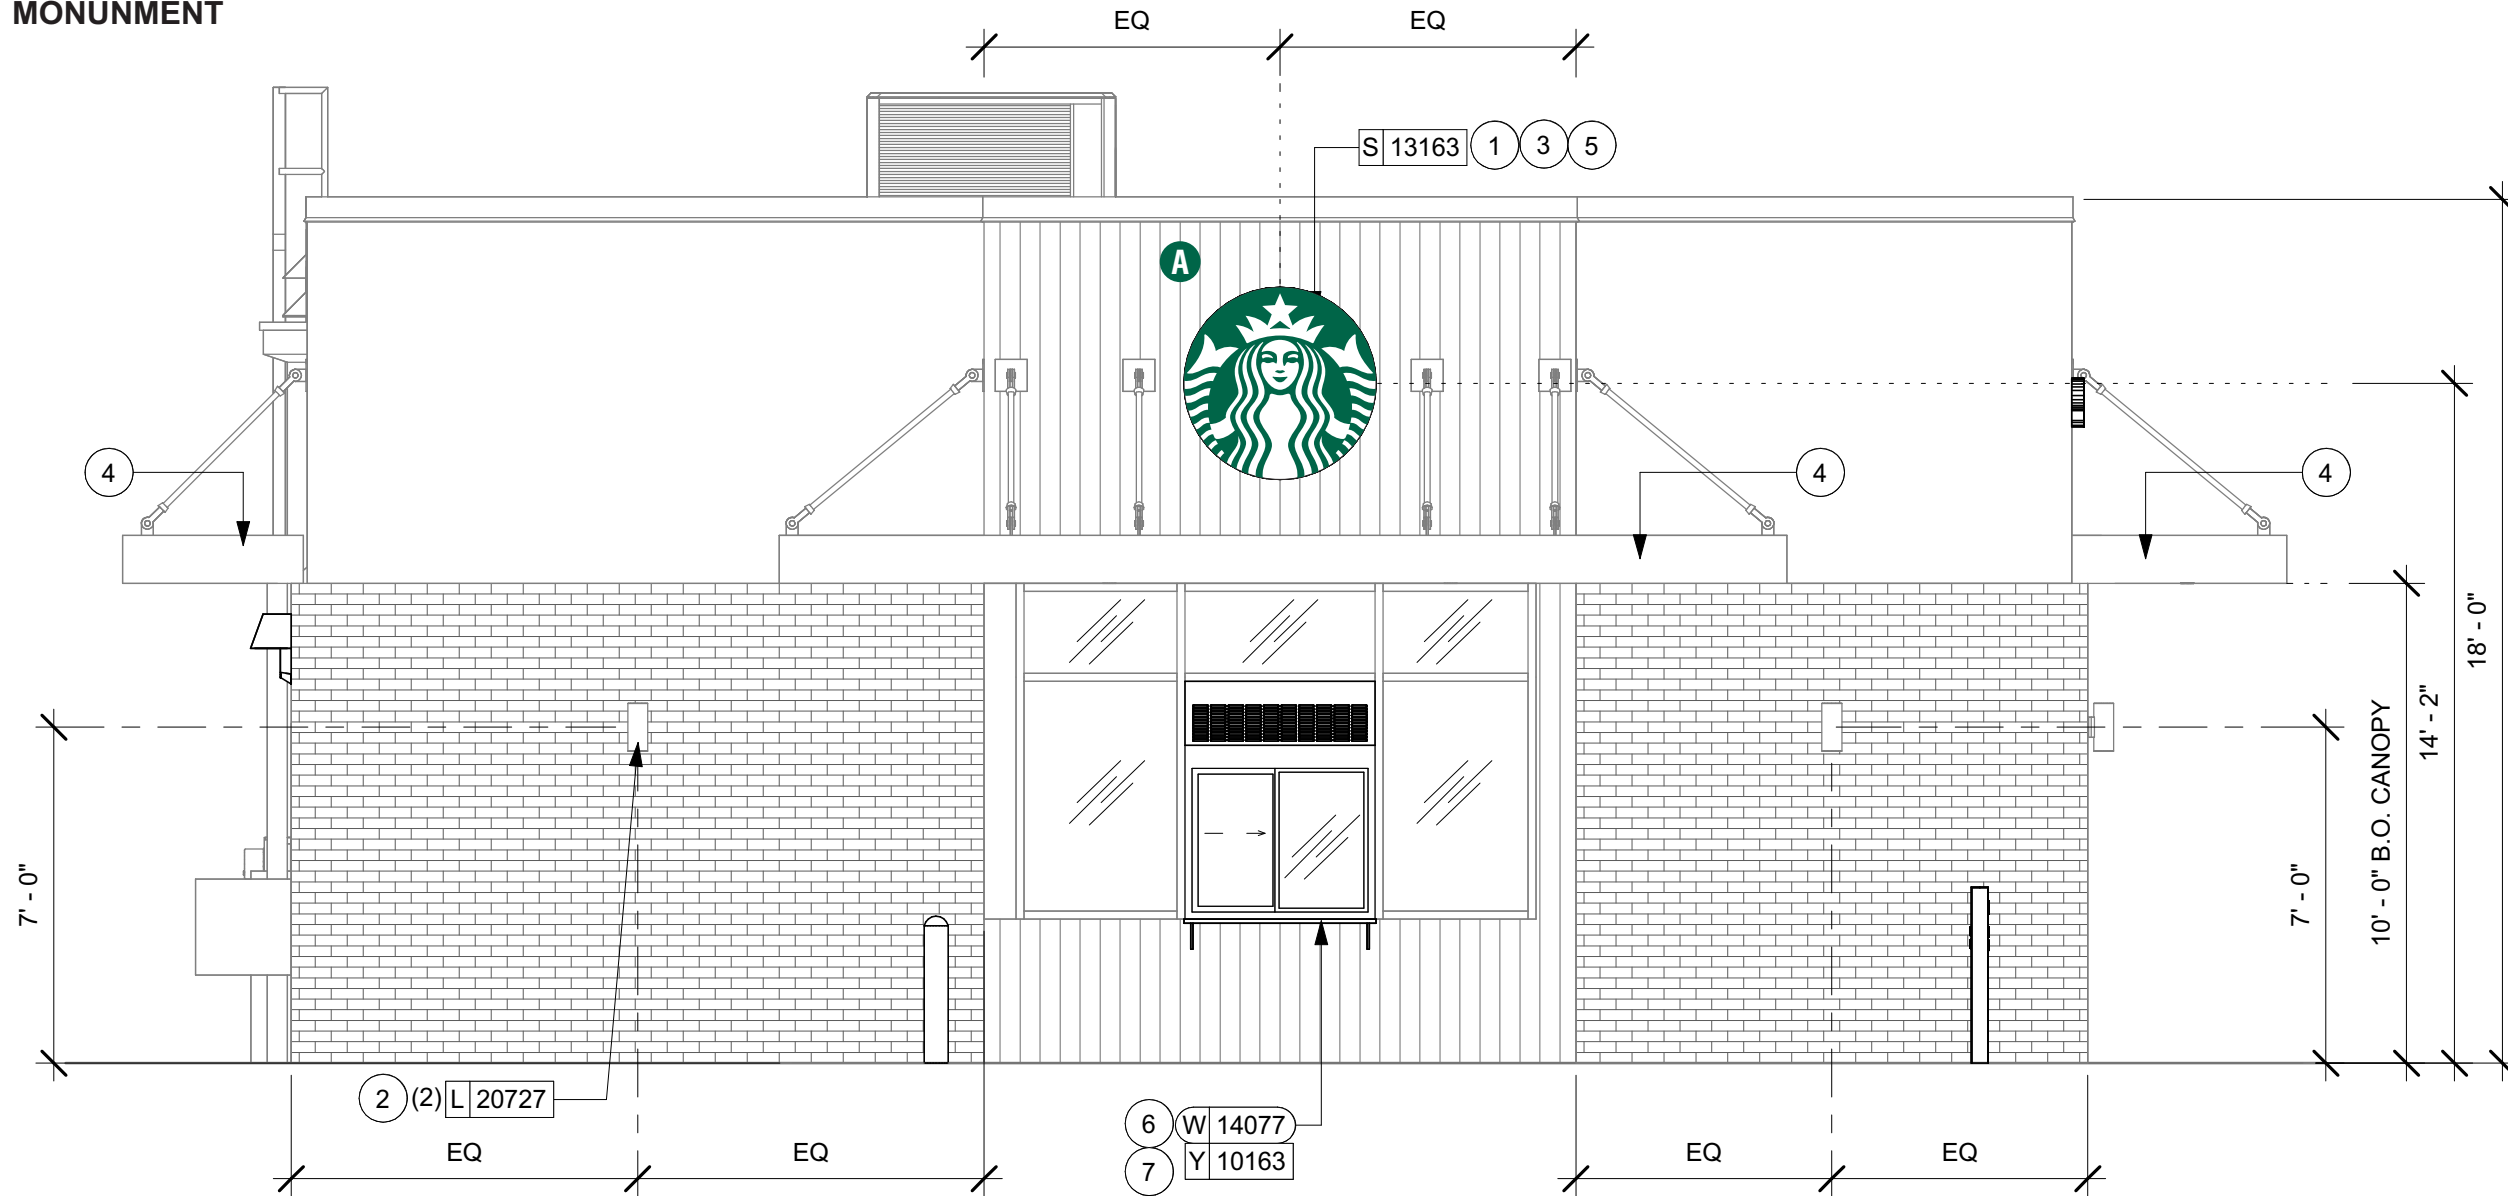 MONUNMENT
EQ EQ
S 13163 1 3 5
A
4 4 4
18' - 0"
14' - 2"
10' - 0" B.O. CANOPY
7' - 0"
7' - 0"
2 (2) L 20727
6 W 14077
7 Y 10163
EQ EQ EQ EQ